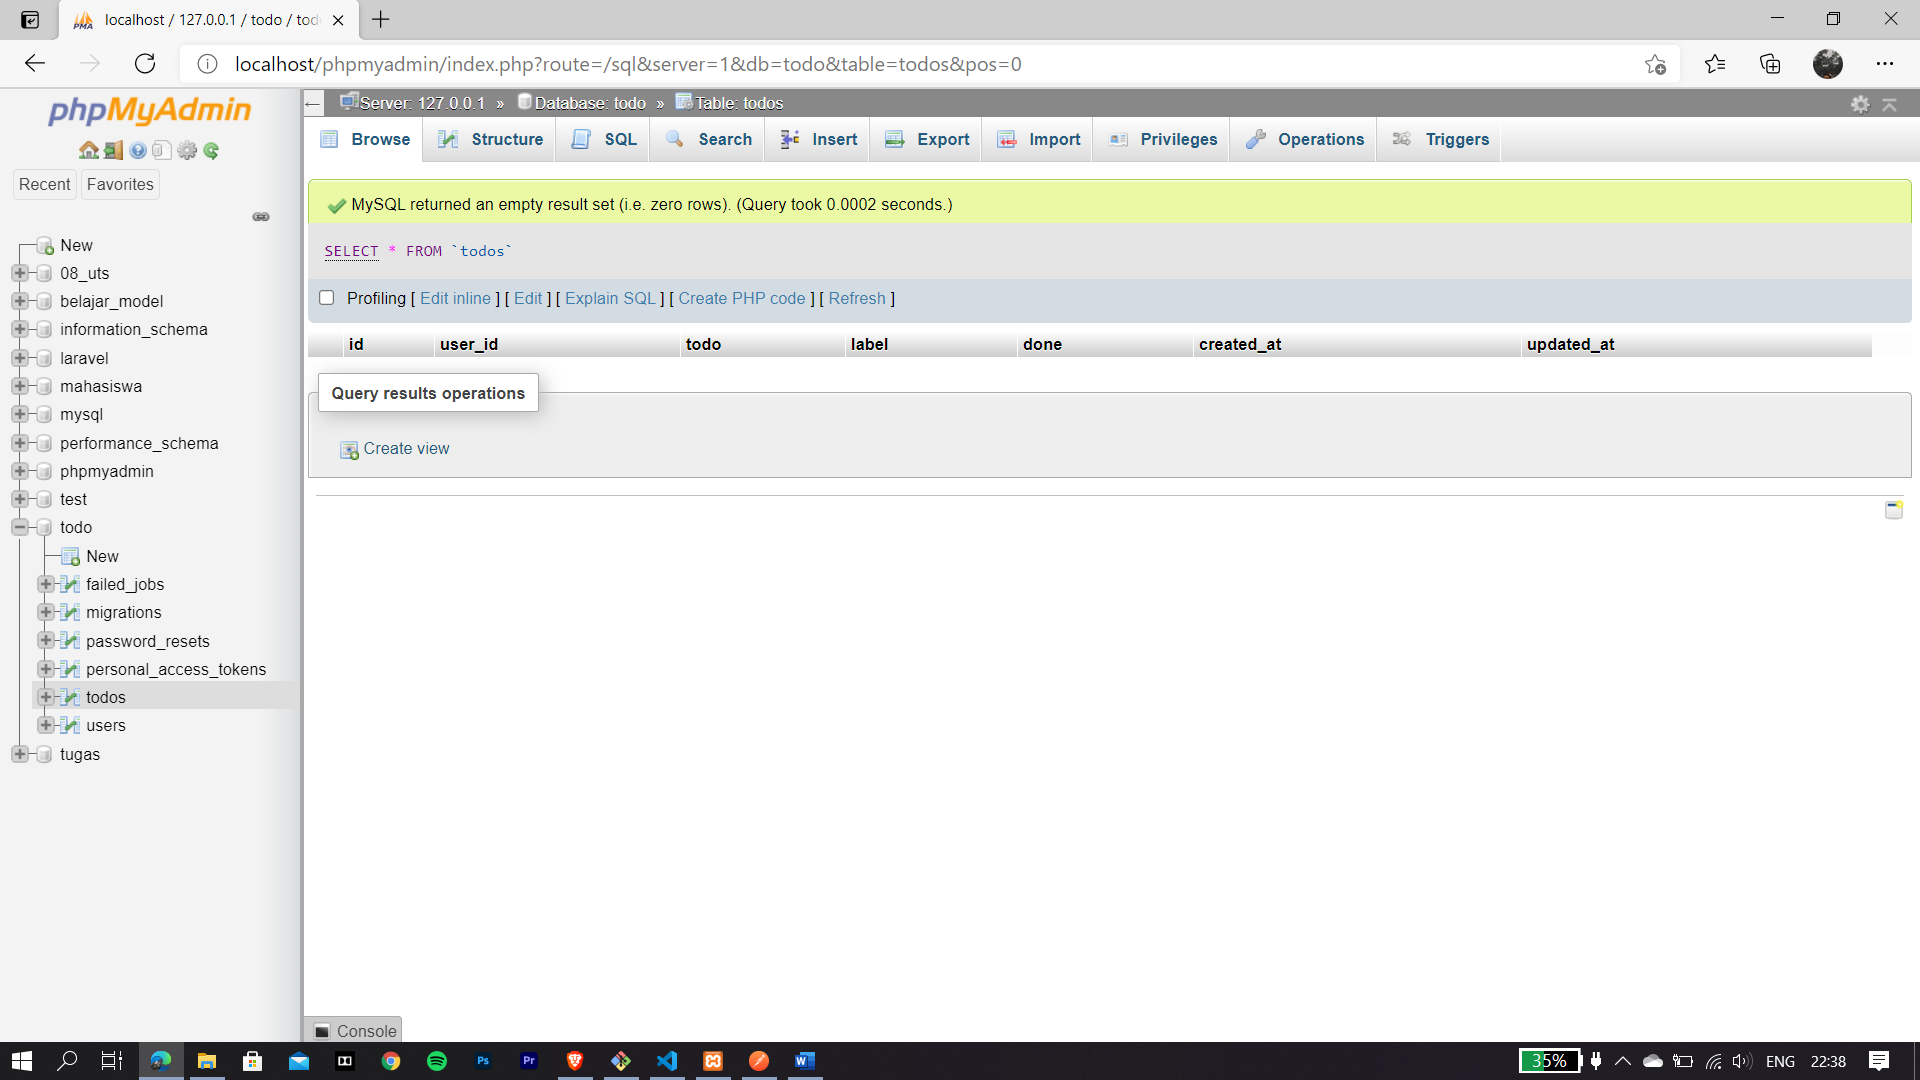 localhost / 127.0.0.1 / todo / tod
localhost/phpmyadmin/index.php?route=/sql&server=1&db=todo&table=todos&pos=0
phpMyAdmin
Recent Favorites
New
08_uts
belajar_model
information_schema
laravel
mahasiswa
mysql
performance_schema
phpmyadmin
test
todo
New
failed_jobs
migrations
password_resets
personal_access_tokens
todos
users
tugas
Server: 127.0.0.1 » Database: todo » Table: todos
Browse Structure SQL Search Insert Export Import Privileges Operations Triggers
MySQL returned an empty result set (i.e. zero rows). (Query took 0.0002 seconds.)
SELECT * FROM `todos`
Profiling [ Edit inline ] [ Edit ] [ Explain SQL ] [ Create PHP code ] [ Refresh ]
id user_id todo label done created_at updated_at
Query results operations
Create view
Console
35% ENG 22:38